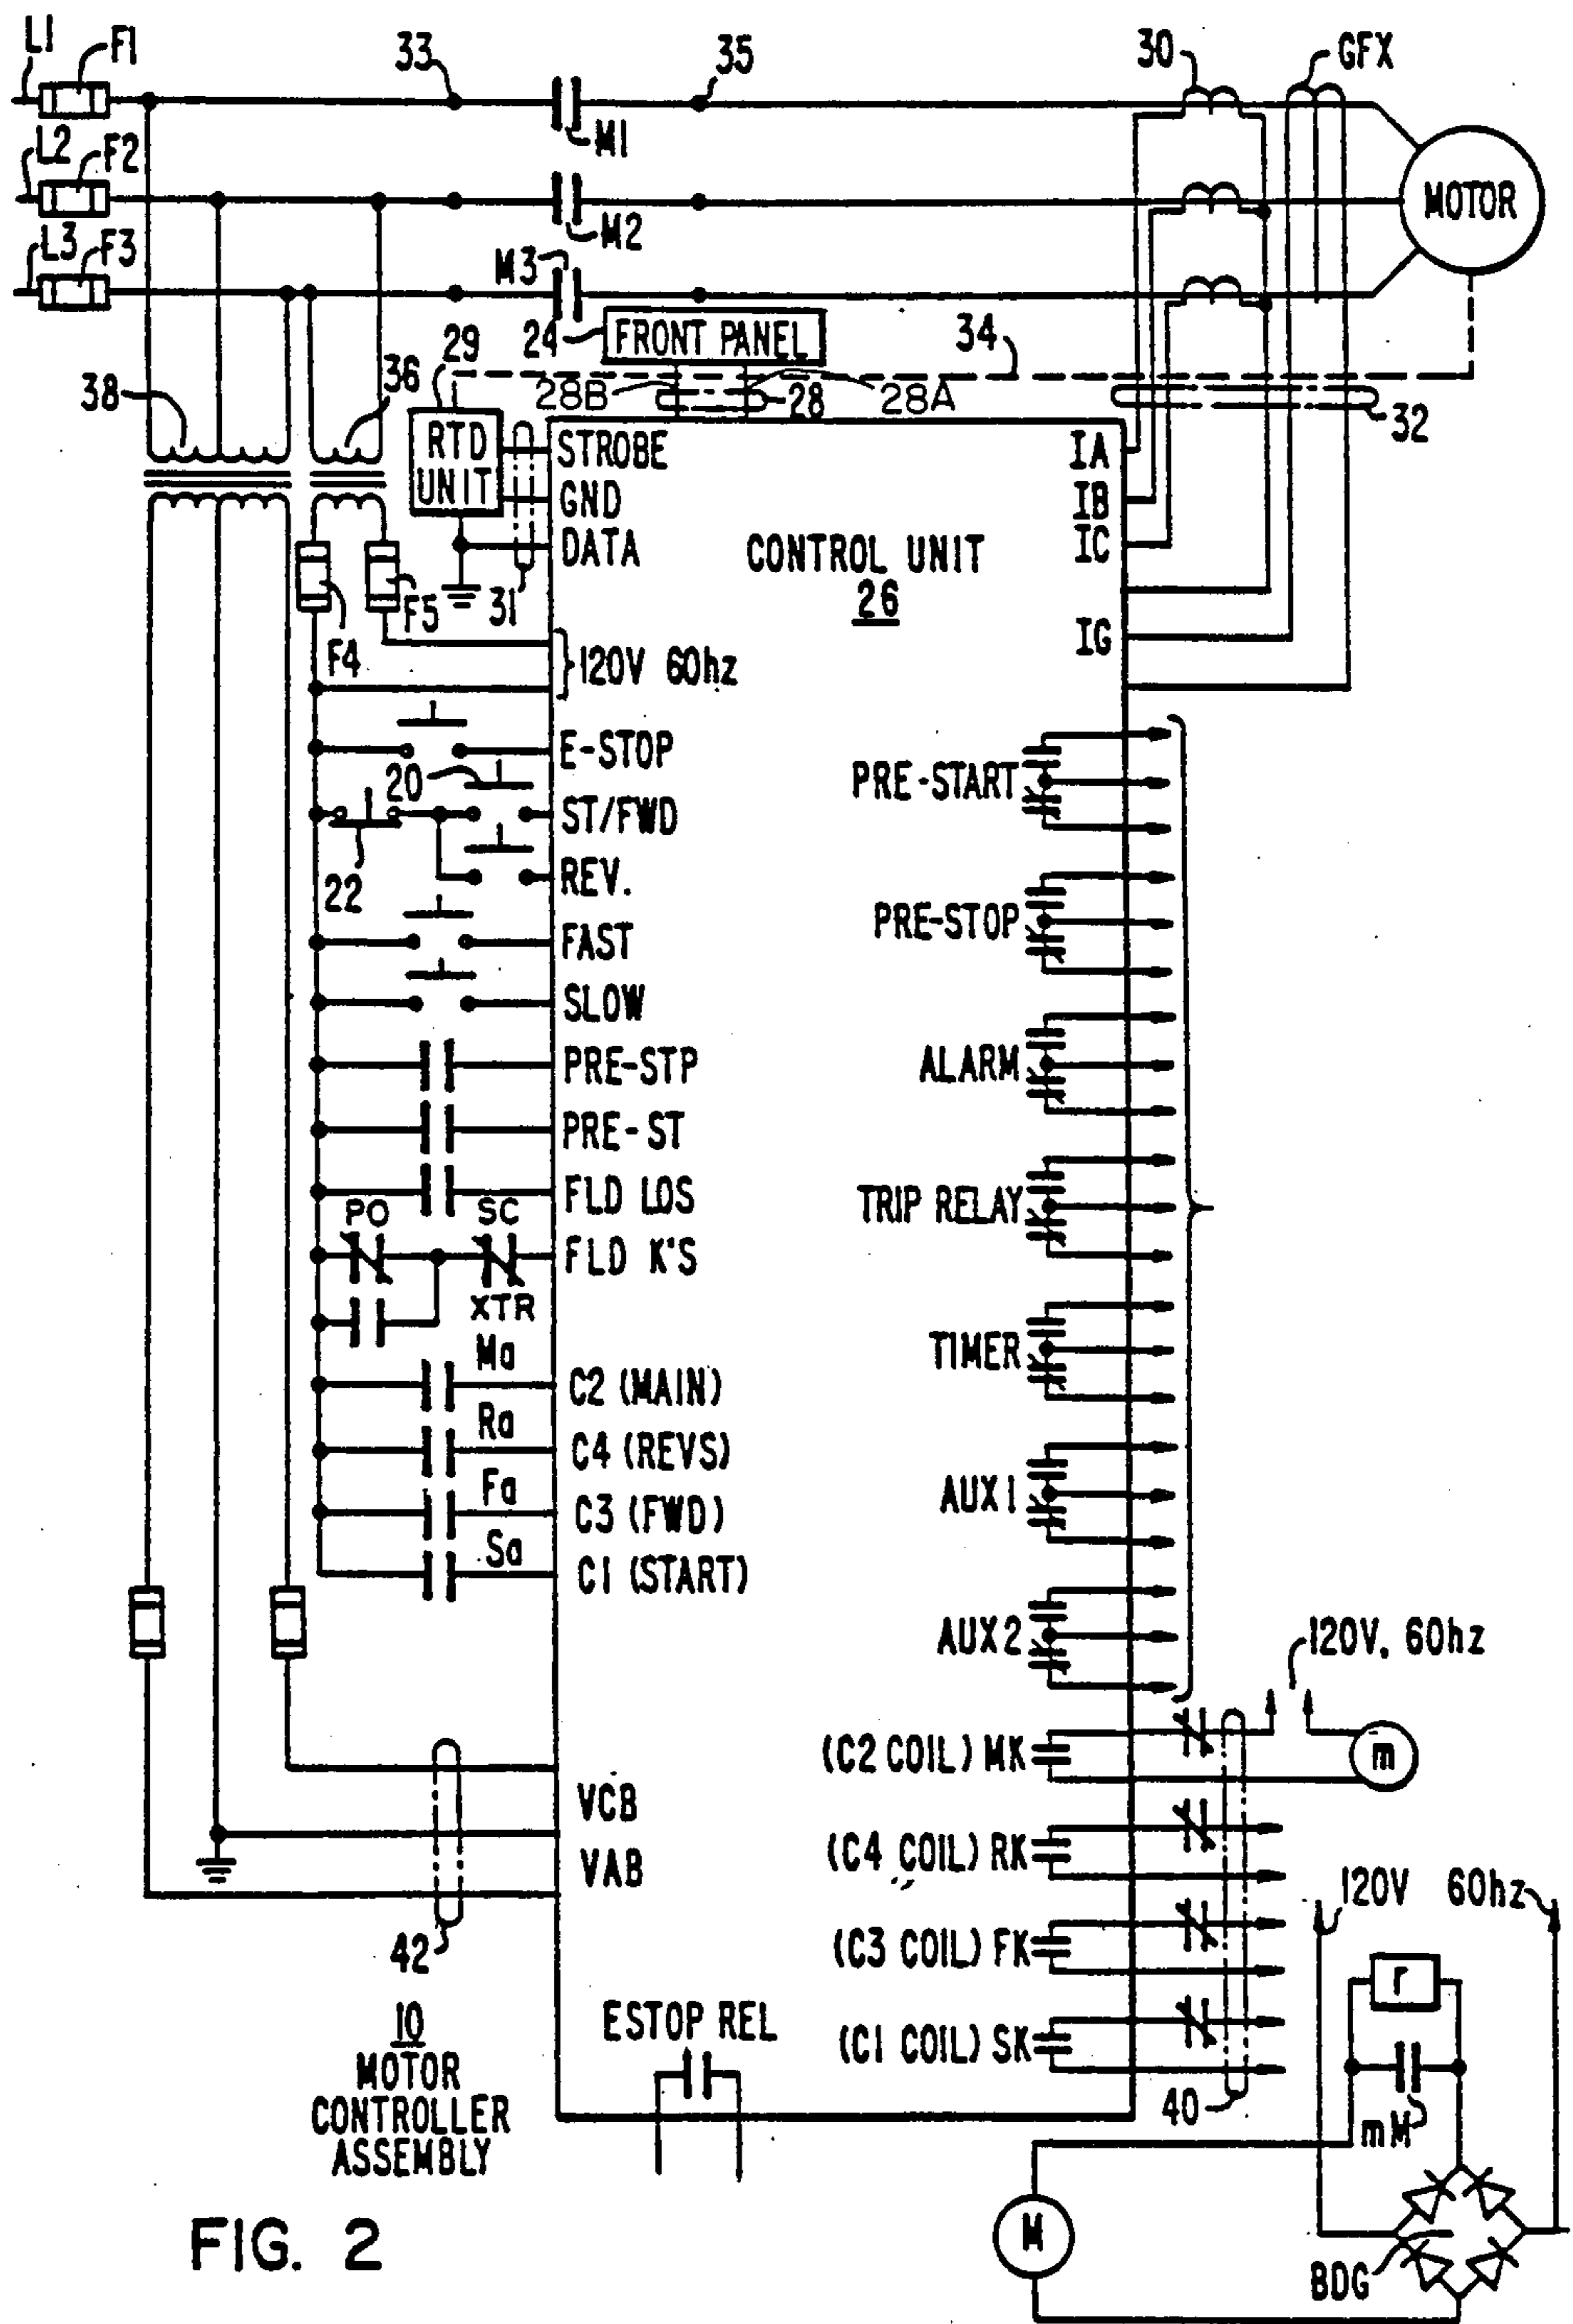 L1
F1
33
35
30
GFX
M1
L2
F2
M2
MOTOR
L3
F3
M3
29
24
FRONT PANEL
34
38
36
28B
28
28A
32
RTD
UNIT
STROBE
GND
DATA
IA
IB
IC
CONTROL UNIT
26
F4
F5
31
IG
120V 60hz
E-STOP
20
ST/FWD
22
REV.
FAST
SLOW
PRE-STP
PRE-ST
FLD LOS
PO
SC
FLD K'S
XTR
Ma
C2 (MAIN)
Ra
C4 (REVS)
Fa
C3 (FWD)
Sa
C1 (START)
PRE-START
PRE-STOP
ALARM
TRIP RELAY
TIMER
AUX1
AUX2
120V, 60hz
(C2 COIL) MK
m
VCB
VAB
(C4 COIL) RK
120V 60hz
42
(C3 COIL) FK
r
10
MOTOR
CONTROLLER
ASSEMBLY
ESTOP REL
(C1 COIL) SK
40
mM
M
BDG
FIG. 2